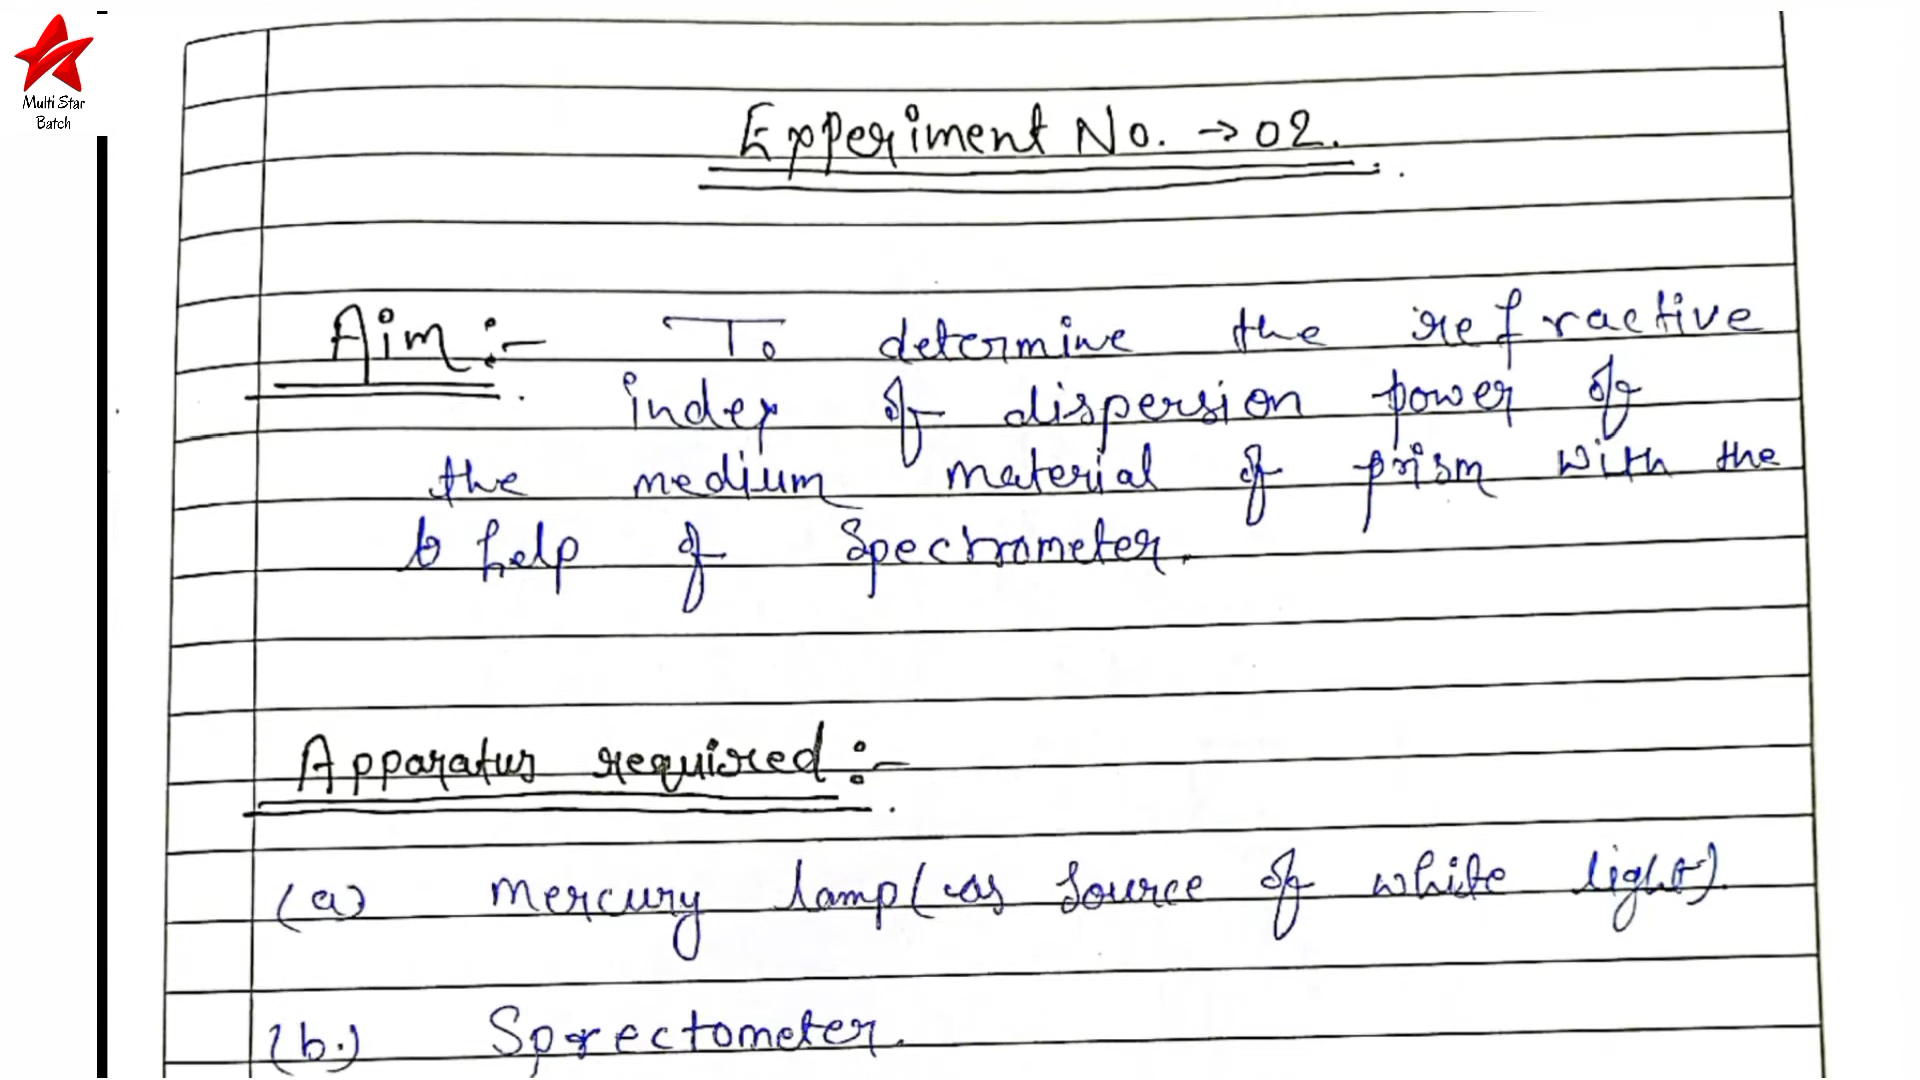 Multi Star
Batch
Experiment No. → 02.
Aim :- To determine the refractive
index of dispersion power of
the medium material of prism with the
help of Spectrometer.
Apparatus required :-
(a) Mercury lamp (as source of white light).
(b.) Sprectometer.